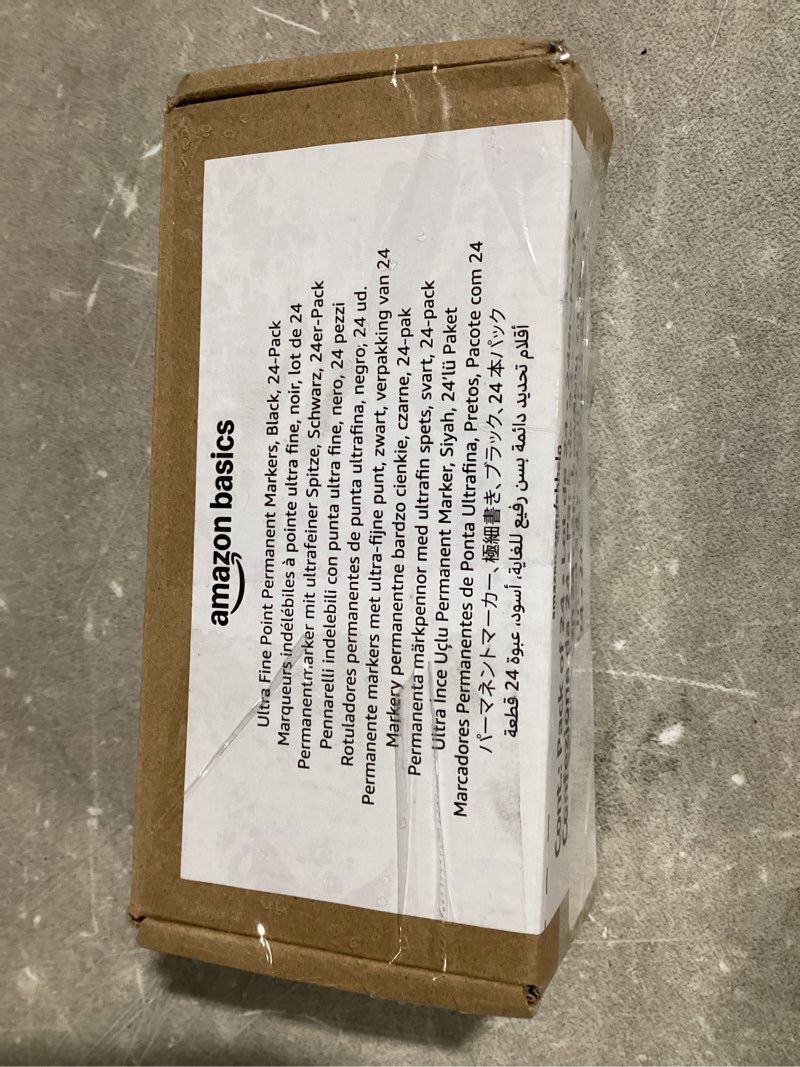 amazon basics
Ultra Fine Point Permanent Markers, Black, 24-Pack
Marqueurs indélébiles à pointe ultra fine, noir, lot de 24
Permanentmarker mit ultrafeiner Spitze, Schwarz, 24er-Pack
Pennarelli indelebili con punta ultra fine, nero, 24 pezzi
Rotuladores permanentes de punta ultrafina, negro; 24 ud.
Permanente markers met ultra-fijne punt, zwart, verpakking van 24
Markery permanentne bardzo cienkie, czarne, 24-pak
Permanenta märkpennor med ultrafin spets, svart, 24-pack
Ultra İnce Uçlu Permanent Marker, Siyah, 24'lü Paket
Marcadores Permanentes de Ponta Ultrafina, Pretos, Pacote com 24
パーマネントマーカー、極細書き、ブラック、24 本パック
أقلام تحديد دائمة بسن رفيع للغاية، أسود، عبوة 24 قطعة
Cont.: Pack of 24
Confezione